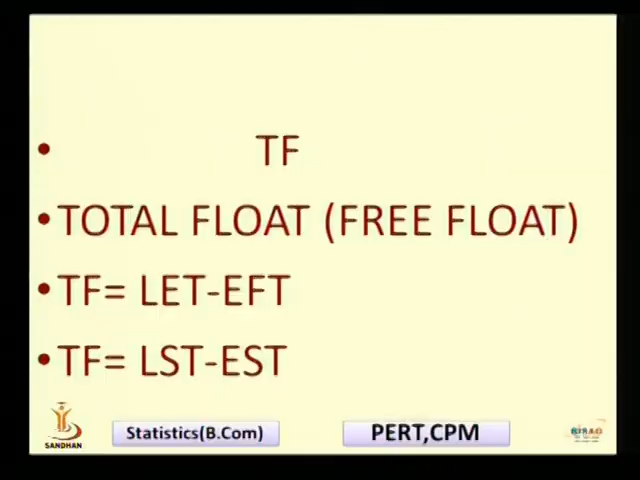 • TF
• TOTAL FLOAT (FREE FLOAT)
• TF= LET-EFT
• TF= LST-EST
SANDHAN
Statistics(B.Com)
PERT,CPM